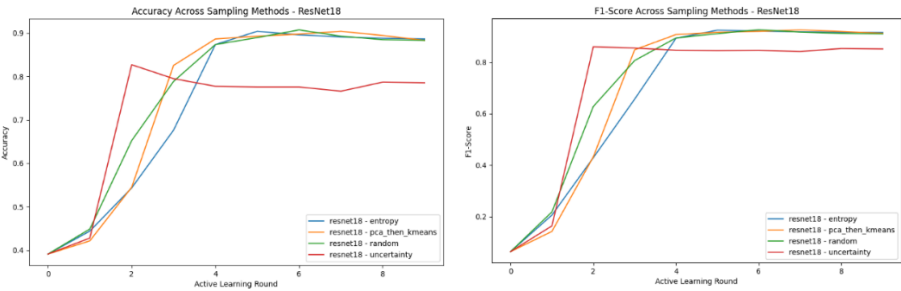 Accuracy Across Sampling Methods - ResNet18
0.9
0.8
0.7
0.6
0.5
0.4
Accuracy
0
2
4
6
8
Active Learning Round
resnet18 - entropy
resnet18 - pca_then_kmeans
resnet18 - random
resnet18 - uncertainty
F1-Score Across Sampling Methods - ResNet18
0.8
0.6
0.4
0.2
F1-Score
0
2
4
6
8
Active Learning Round
resnet18 - entropy
resnet18 - pca_then_kmeans
resnet18 - random
resnet18 - uncertainty